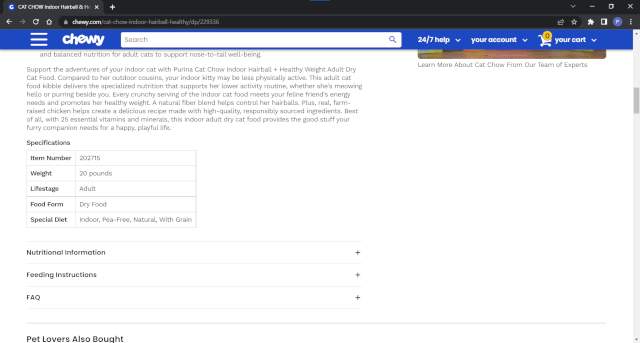 CAT CHOW Indoor Hairball & H
chewy.com/cat-chow-indoor-hairball-healthy/dp/229336
P
chewy
Search
24/7 help
your account
0
your cart
and balanced nutrition for adult cats to support nose-to-tail well-being.
Learn More About Cat Chow From Our Team of Experts
Support the adventures of your indoor cat with Purina Cat Chow Indoor Hairball + Healthy Weight Adult Dry
Cat Food. Compared to her outdoor cousins, your indoor kitty may be less physically active. This adult cat
food kibble delivers the specialized nutrition that supports her lower activity routine, whether she's meowing
hello or purring beside you. Every crunchy serving of the indoor cat food meets your feline friend's energy
needs and promotes her healthy weight. A natural fiber blend helps control her hairballs. Plus, real, farm-
raised chicken helps create a delicious recipe made with high-quality, responsibly sourced ingredients. Best
of all, with 25 essential vitamins and minerals, this indoor adult dry cat food provides the good stuff your
furry companion needs for a happy, playful life.
Specifications
Item Number 202715
Weight 20 pounds
Lifestage Adult
Food Form Dry Food
Special Diet Indoor, Pea-Free, Natural, With Grain
Nutritional Information +
Feeding Instructions +
FAQ +
Pet Lovers Also Bought